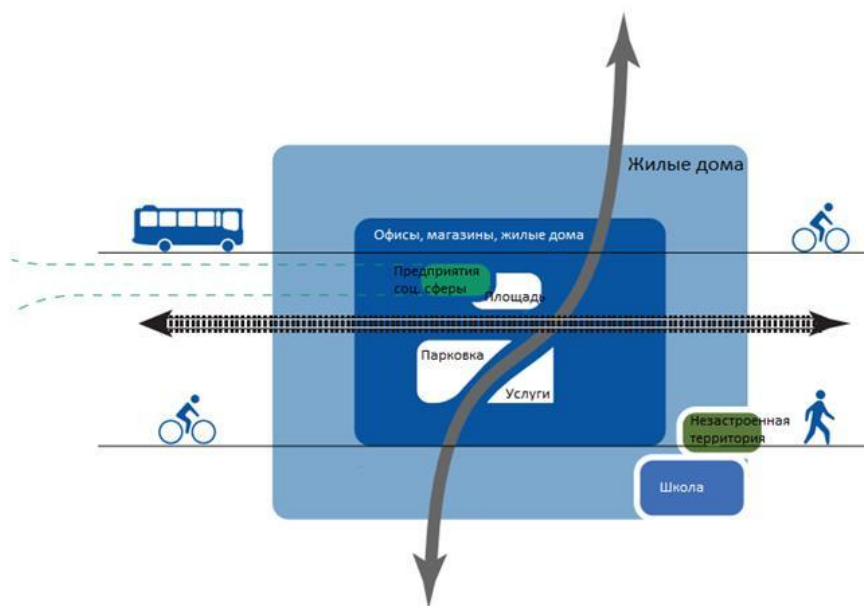 Жилые дома
Офисы, магазины, жилые дома
Предприятия
соц. сферы
Площадь
Парковка
Услуги
Незастроенная
территория
Школа